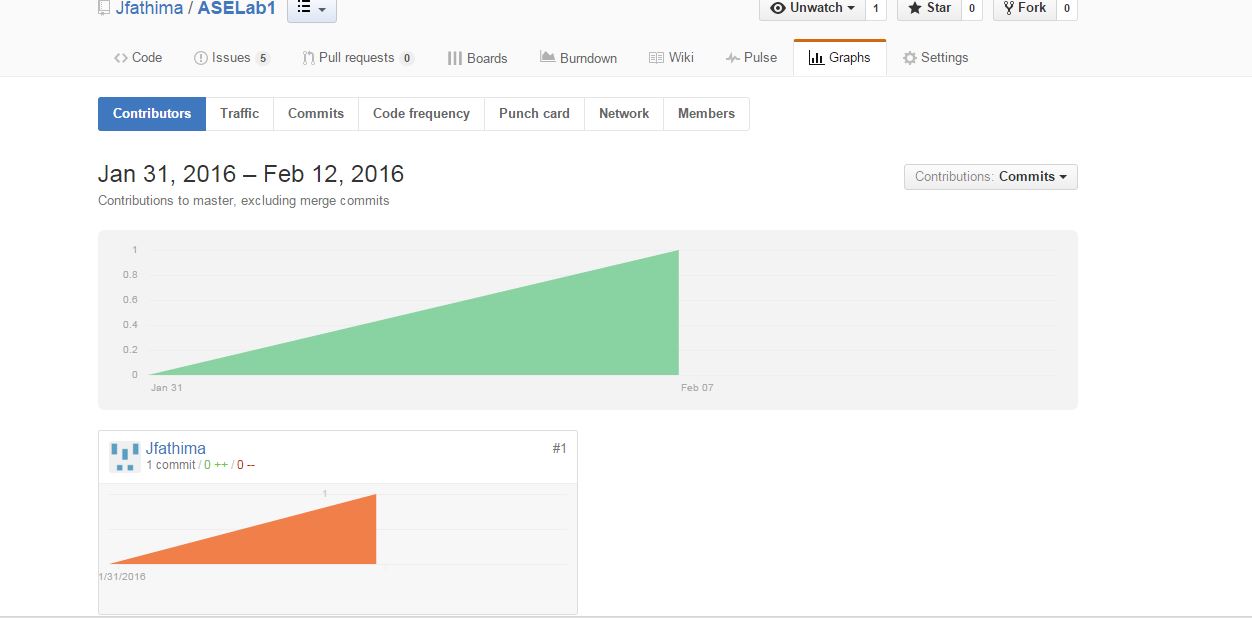 Jfathima / ASELab1
Unwatch 1 Star 0 Fork 0
Code Issues 5 Pull requests 0 Boards Burndown Wiki Pulse Graphs Settings
Contributors Traffic Commits Code frequency Punch card Network Members
Jan 31, 2016 – Feb 12, 2016
Contributions: Commits
Contributions to master, excluding merge commits
1
0.8
0.6
0.4
0.2
0
Jan 31 Feb 07
Jfathima #1
1 commit / 0 ++ / 0 --
1
1/31/2016